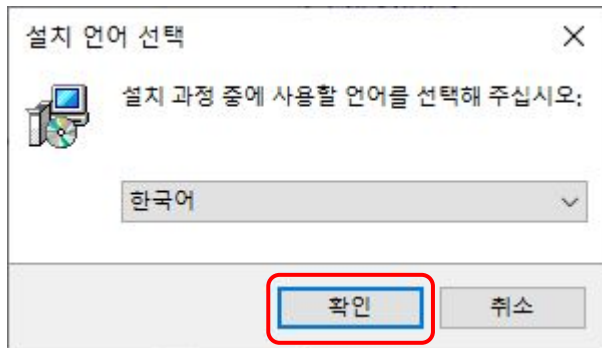 설치 언어 선택
설치 과정 중에 사용할 언어를 선택해 주십시오:
한국어
확인 취소